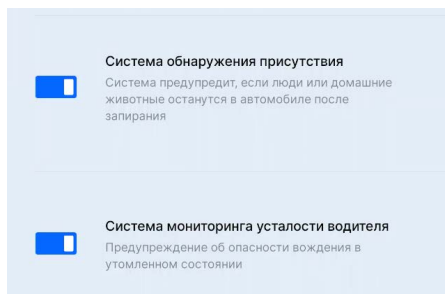 Система обнаружения присутствия
Система предупредит, если люди или домашние
животные останутся в автомобиле после
запирания
Система мониторинга усталости водителя
Предупреждение об опасности вождения в
утомленном состоянии